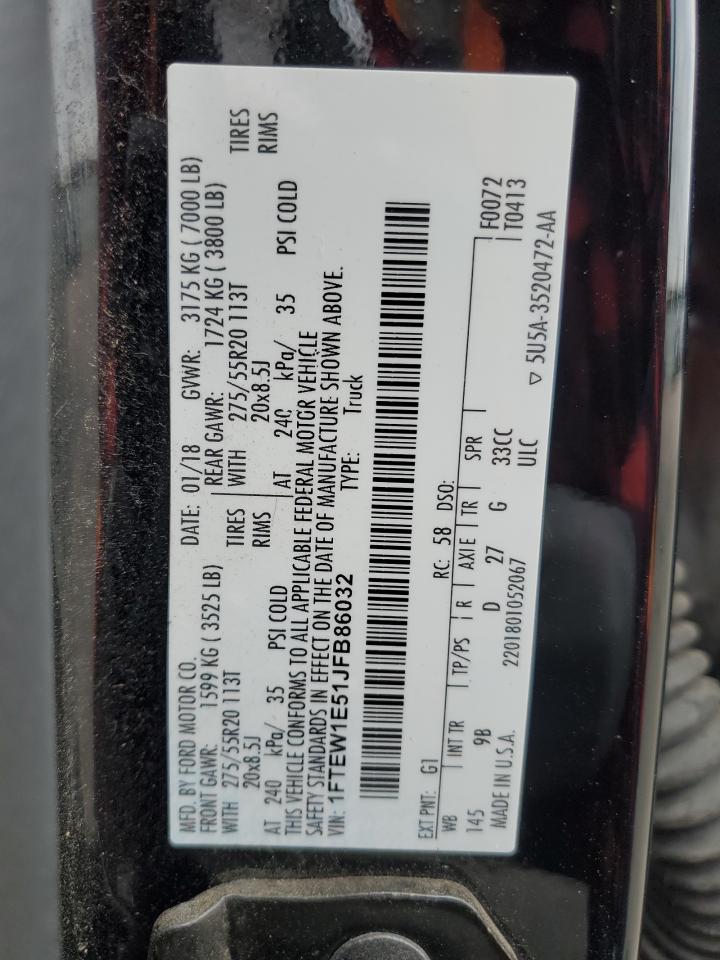 MFD. BY FORD MOTOR CO.
DATE: 01/18 GVWR: 3175 KG ( 7000 LB)
FRONT GAWR: 1599 KG ( 3525 LB)
REAR GAWR: 1724 KG ( 3800 LB)
WITH 275/55R20 113T TIRES
WITH 275/55R20 113T TIRES
20x8.5J RIMS
20x8.5J RIMS
AT 240 kPa/ 35 PSI COLD
AT 240 kPa/ 35 PSI COLD
THIS VEHICLE CONFORMS TO ALL APPLICABLE FEDERAL MOTOR VEHICLE
SAFETY STANDARDS IN EFFECT ON THE DATE OF MANUFACTURE SHOWN ABOVE.
VIN: 1FTEW1E51JFB86032 TYPE: Truck
EXT PNT: G1 RC: 58 DSO: F0072
WB INT TR TP/PS R AXLE TR SPR T0413
145 9B D 27 G 33CC
MADE IN U.S.A. 2201801052067 ULC
▽ 5U5A-3520472-AA